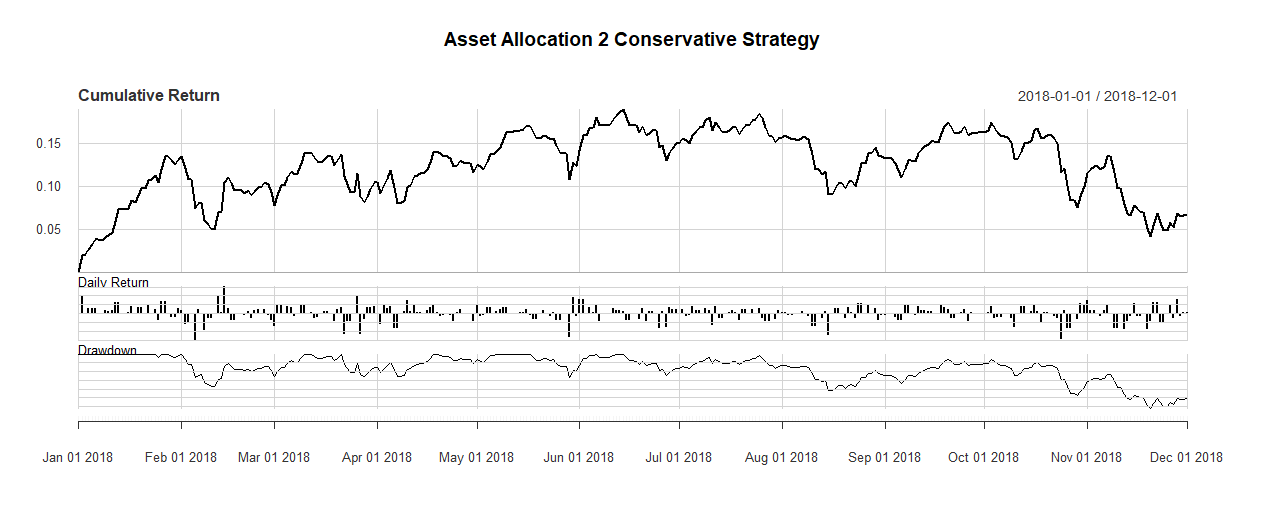 Asset Allocation 2 Conservative Strategy
Cumulative Return 2018-01-01 / 2018-12-01
0.15
0.10
0.05
Daily Return
Drawdown
Jan 01 2018 Feb 01 2018 Mar 01 2018 Apr 01 2018 May 01 2018 Jun 01 2018 Jul 01 2018 Aug 01 2018 Sep 01 2018 Oct 01 2018 Nov 01 2018 Dec 01 2018